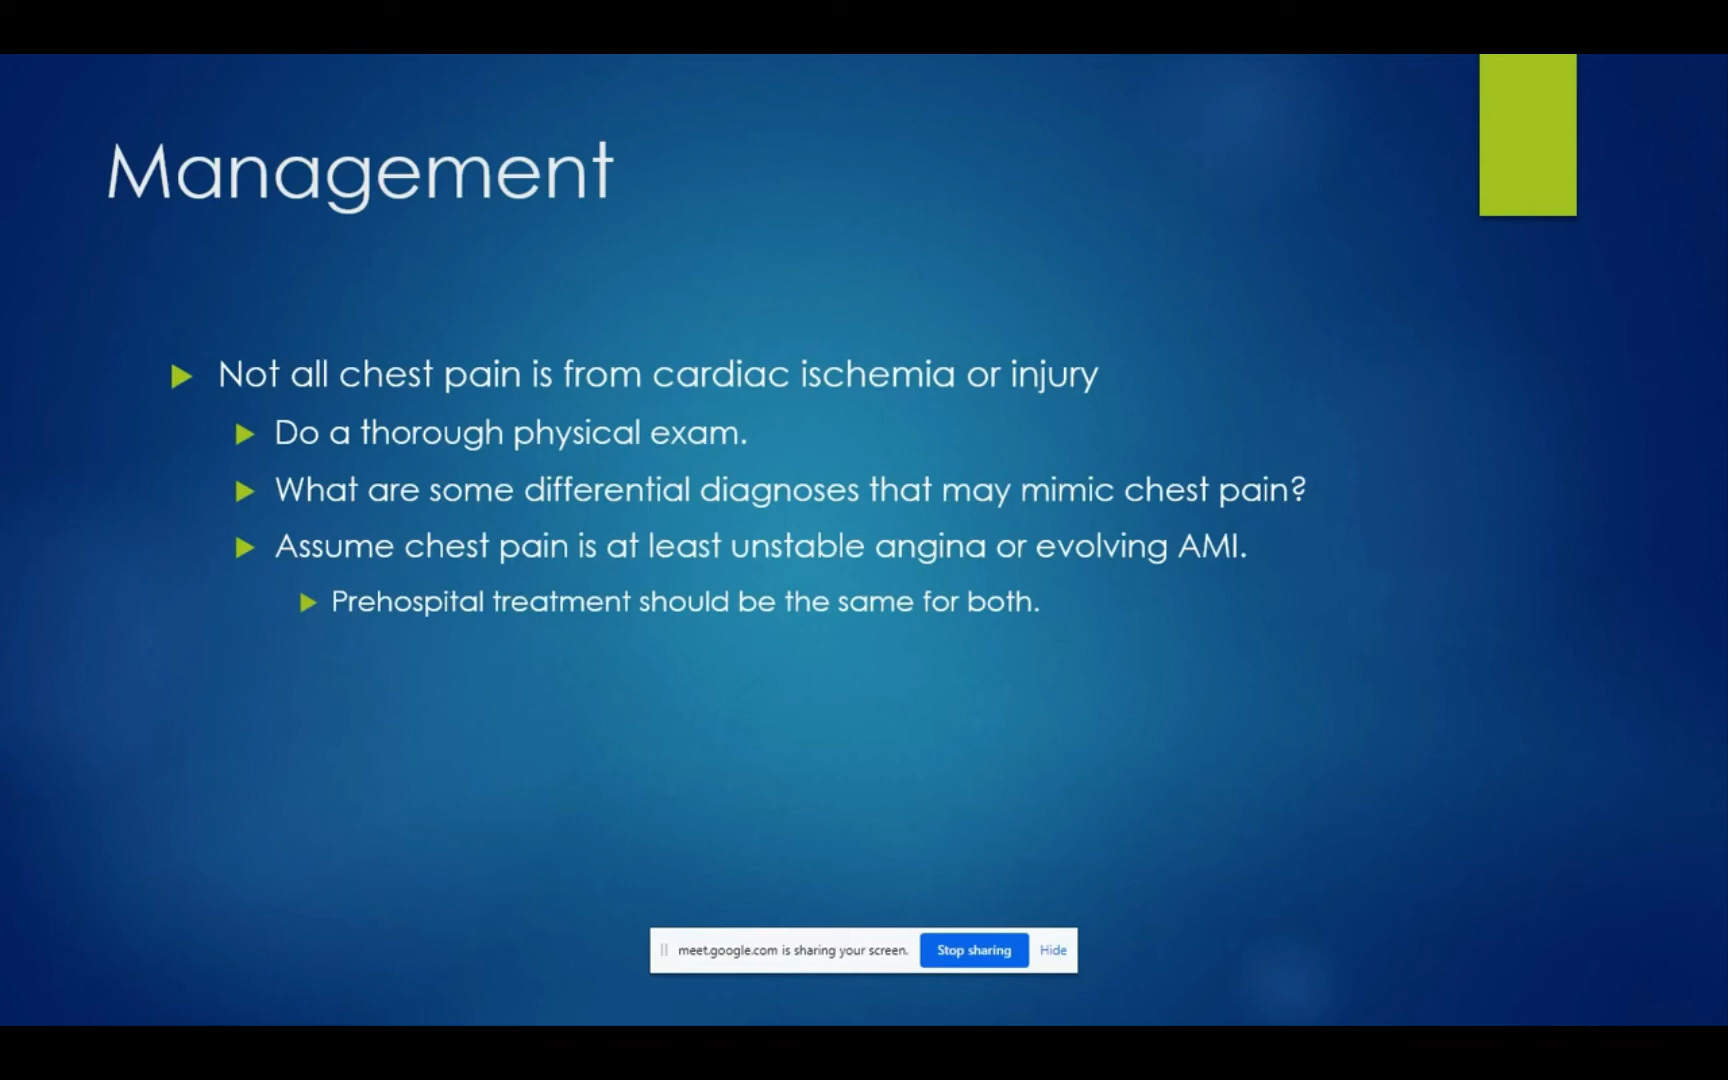 Management
Not all chest pain is from cardiac ischemia or injury
Do a thorough physical exam.
What are some differential diagnoses that may mimic chest pain?
Assume chest pain is at least unstable angina or evolving AMI.
Prehospital treatment should be the same for both.
meet.google.com is sharing your screen. Stop sharing Hide